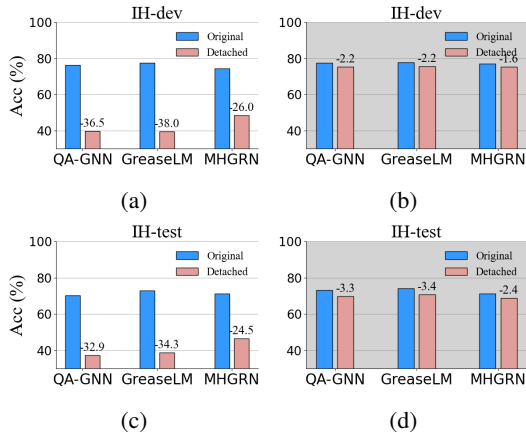 IH-dev
Acc (%)
100
80
60
40
Original
Detached
-36.5
-38.0
-26.0
QA-GNN GreaseLM MHGRN
(a)
IH-dev
100
80
60
40
Original
Detached
-2.2
-2.2
-1.6
QA-GNN GreaseLM MHGRN
(b)
IH-test
Acc (%)
100
80
60
40
Original
Detached
-32.9
-34.3
-24.5
QA-GNN GreaseLM MHGRN
(c)
IH-test
100
80
60
40
Original
Detached
-3.3
-3.4
-2.4
QA-GNN GreaseLM MHGRN
(d)